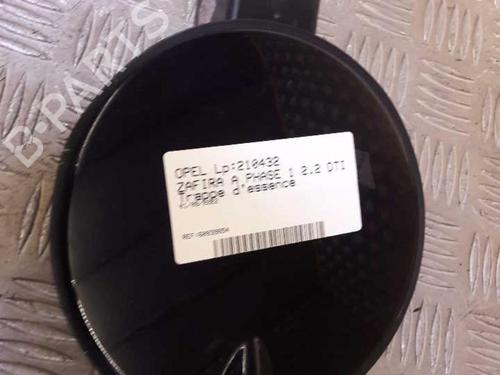 OPEL Lp:210432
ZAFIRA A PHASE 1 2.2 DTI
Trappe d'essence
B-PARTS